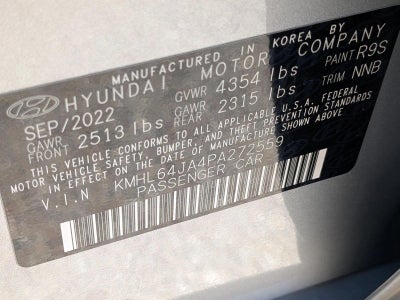 MANUFACTURED IN KOREA BY
HYUNDAI MOTOR COMPANY
SEP/2022 GVWR 4354 lbs PAINT R9S
GAWR FRONT 2513 lbs GAWR REAR 2315 lbs TRIM NNB
THIS VEHICLE CONFORMS TO ALL APPLICABLE U.S.A. FEDERAL
MOTOR VEHICLE SAFETY, BUMPER, AND THEFT PREVENTION STANDARDS
IN EFFECT ON THE DATE OF MANUFACTURE SHOWN ABOVE.
V.I.N KMHL64JA4PA272559
PASSENGER CAR